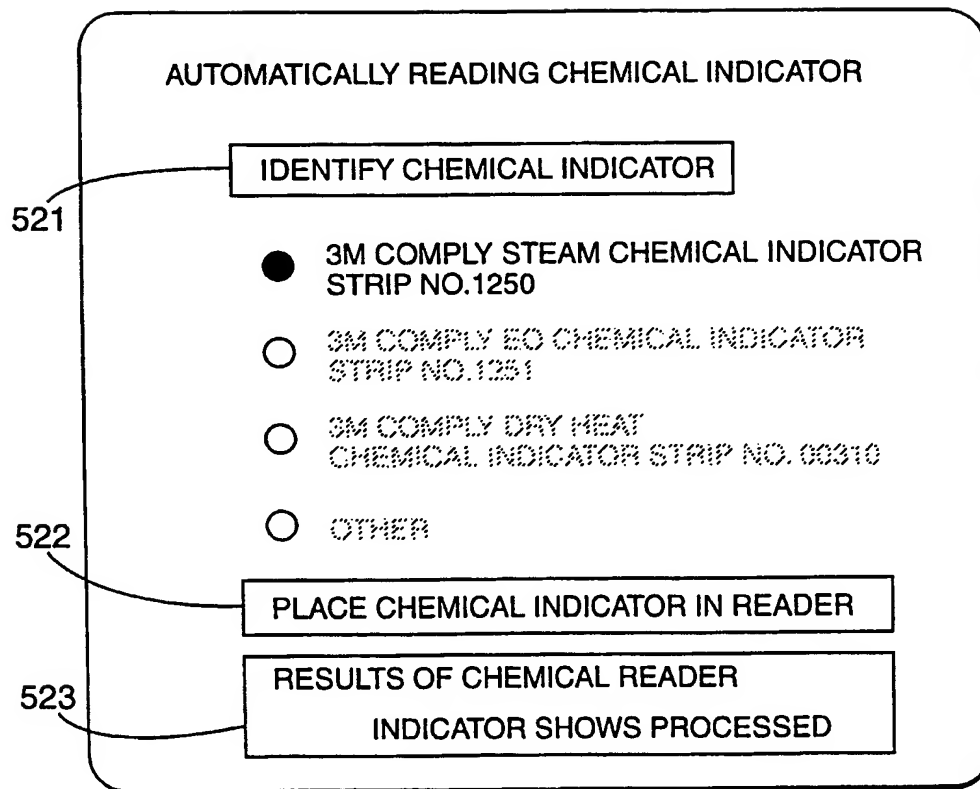 AUTOMATICALLY READING CHEMICAL INDICATOR
IDENTIFY CHEMICAL INDICATOR
521
3M COMPLY STEAM CHEMICAL INDICATOR
STRIP NO.1250
3M COMPLY EO CHEMICAL INDICATOR
STRIP NO.1251
3M COMPLY DRY HEAT
CHEMICAL INDICATOR STRIP NO. 00310
OTHER
522
PLACE CHEMICAL INDICATOR IN READER
RESULTS OF CHEMICAL READER
523
INDICATOR SHOWS PROCESSED